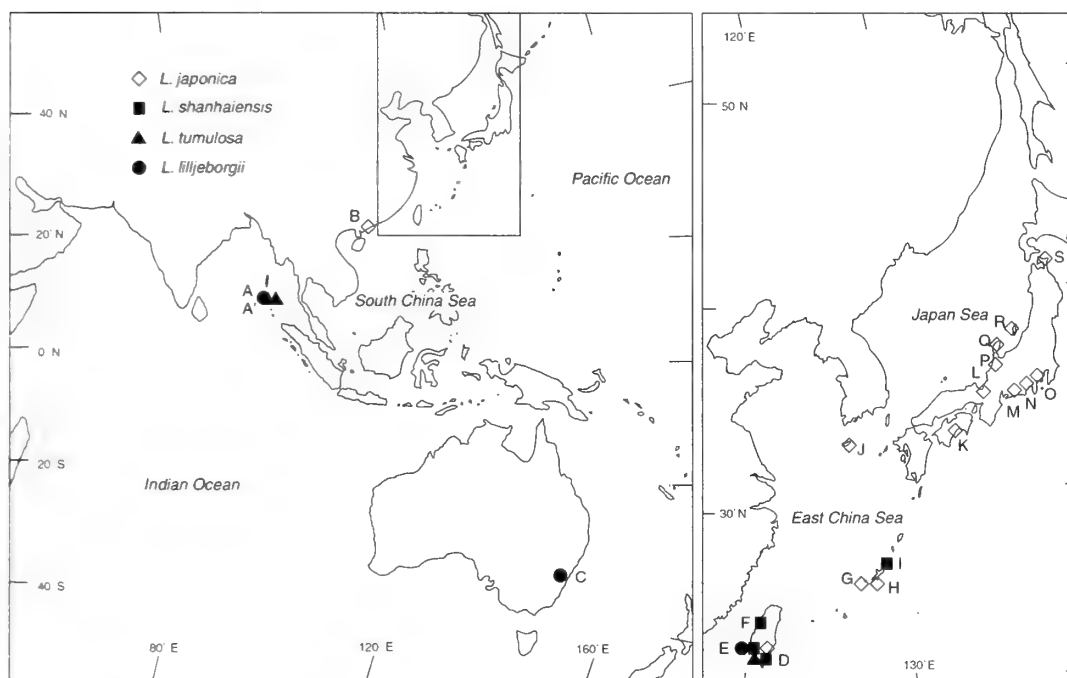 L. japonica
L. shanhaiensis
L. tumulosa
L. lilljeborgii
40 N
20 N
0 N
20 S
40 S
80 E
120 E
160 E
Pacific Ocean
South China Sea
Indian Ocean
A
A'
B
C
120° E
50 N
30° N
130° E
Japan Sea
East China Sea
S
R
Q
P
L
O
N
M
K
J
I
G
H
F
E
D